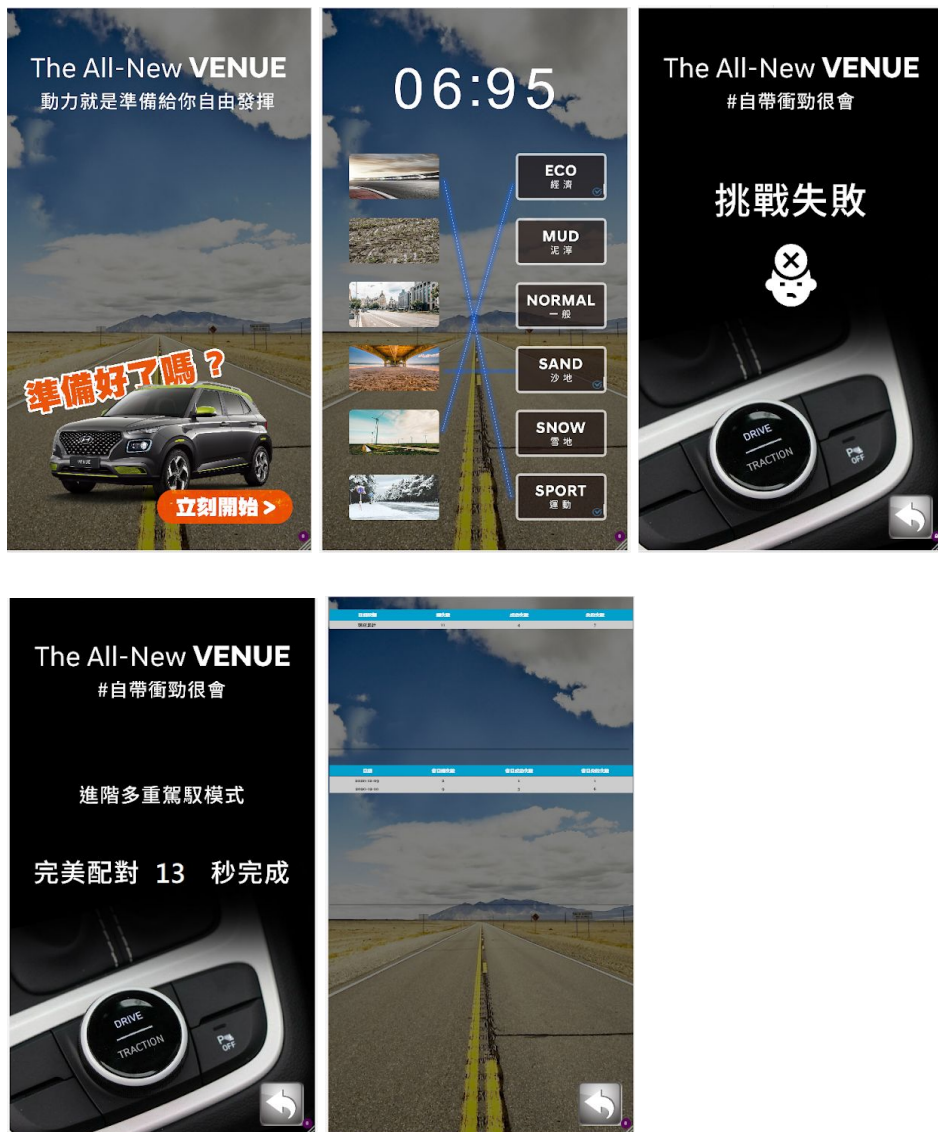 The All-New VENUE
動力就是準備給你自由發揮
準備好了嗎？
立刻開始 >
06:95
ECO
經濟
MUD
泥濘
NORMAL
一般
SAND
沙地
SNOW
雪地
SPORT
運動
The All-New VENUE
#自帶衝勁很會
挑戰失敗
DRIVE
TRACTION
P
OFF
The All-New VENUE
#自帶衝勁很會
進階多重駕馭模式
完美配對 13 秒完成
DRIVE
TRACTION
P
OFF